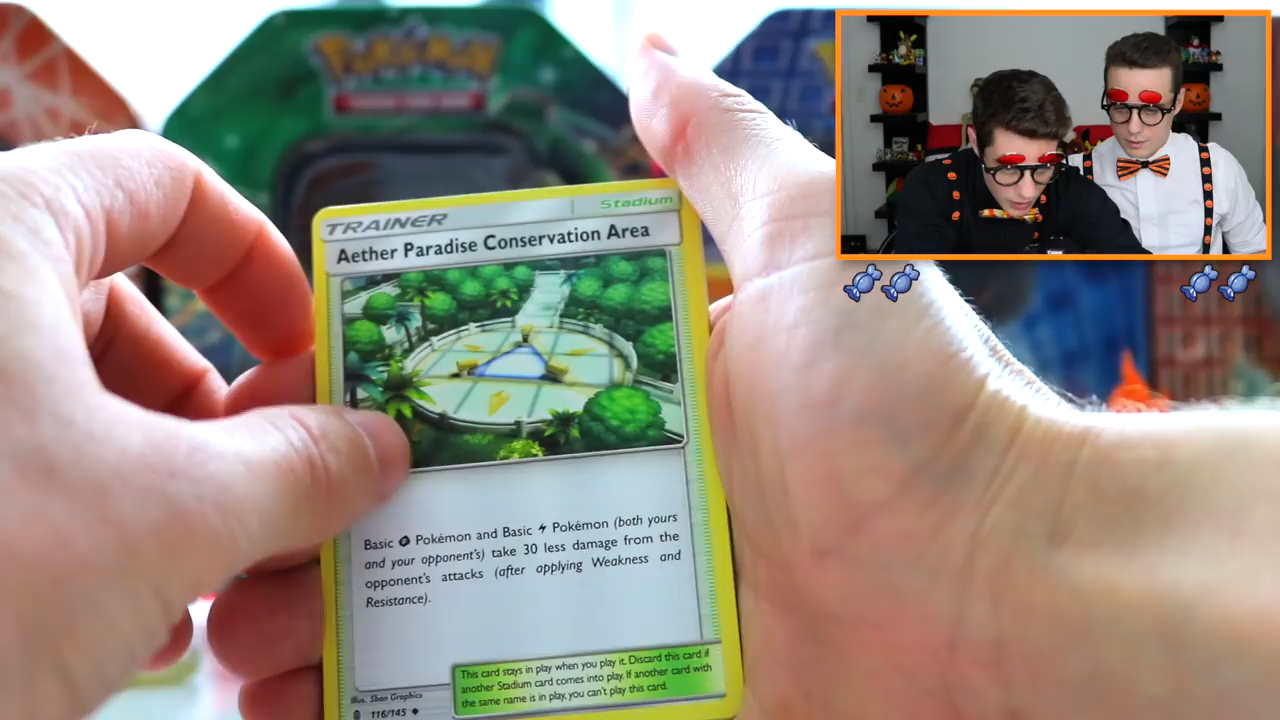 Pokémon
TRAINER
Stadium
Aether Paradise Conservation Area
Basic Pokémon and Basic Pokémon (both yours
and your opponent's) take 30 less damage from the
opponent's attacks (after applying Weakness and
Resistance).
This card stays in play when you play it. Discard this card if
another Stadium card comes into play. If another card with
the same name is in play, you can't play this card.
Illus. Sban Graphics
116/145